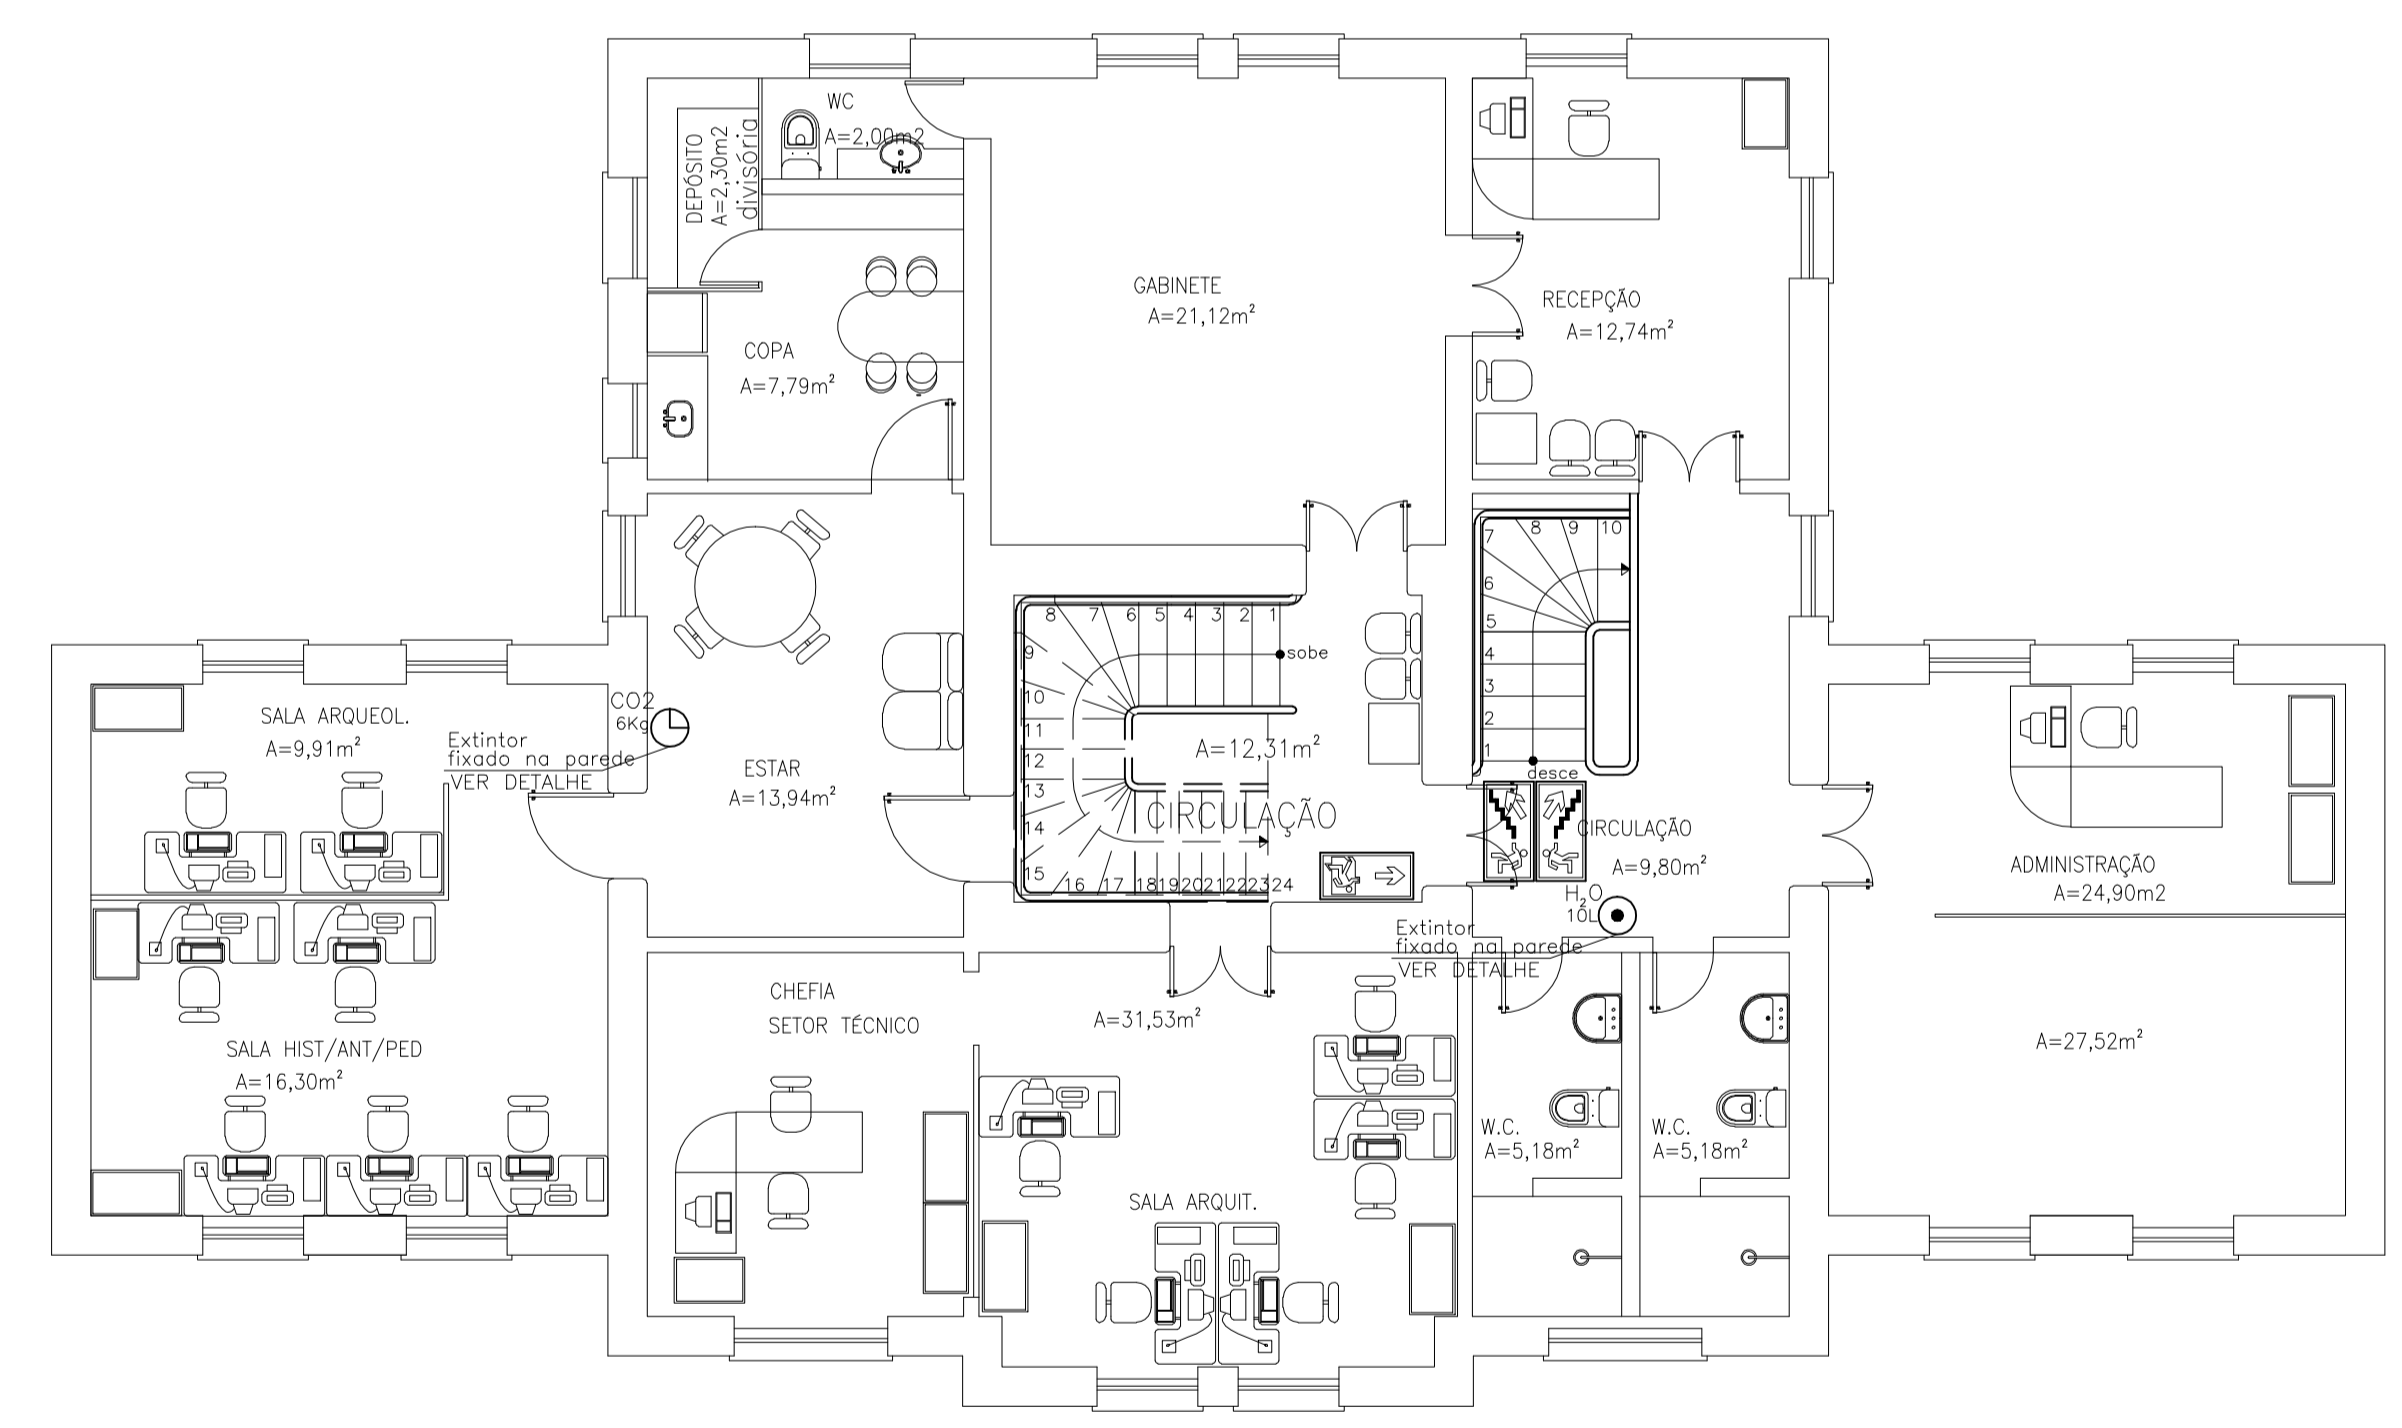 WC
A=2,00m2
DEPÓSITO
A=2,30m2
divisória
COPA
A=7,79m²
GABINETE
A=21,12m²
RECEPÇÃO
A=12,74m²
7
8
9
10
6
5
4
3
2
1
desce
8
7
6
5
4
3
2
1
sobe
9
10
11
12
13
14
15
16
17
18
19
20
21
22
23
24
A=12,31m²
CIRCULAÇÃO
SALA ARQUEOL.
A=9,91m²
CO2
6Kg
Extintor
fixado na parede
VER DETALHE
ESTAR
A=13,94m²
CIRCULAÇÃO
A=9,80m²
H₂O
10L
Extintor
fixado na parede
VER DETALHE
ADMINISTRAÇÃO
A=24,90m2
A=27,52m²
SALA HIST/ANT/PED
A=16,30m²
CHEFIA
SETOR TÉCNICO
A=31,53m²
SALA ARQUIT.
W.C.
A=5,18m²
W.C.
A=5,18m²